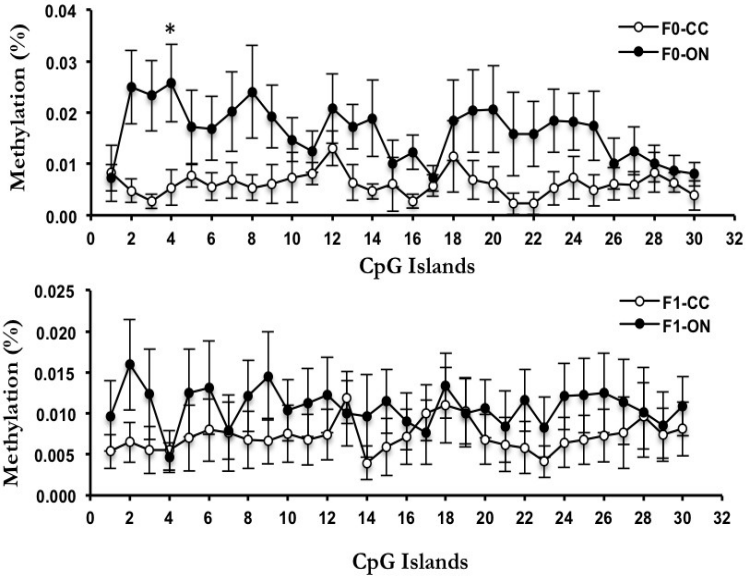 0.04
*
F0-CC
F0-ON
0.03
0.02
0.01
0.00
Methylation (%)
0 2 4 6 8 10 12 14 16 18 20 22 24 26 28 30 32
CpG Islands
0.025
F1-CC
F1-ON
0.020
0.015
0.010
0.005
0.000
Methylation (%)
0 2 4 6 8 10 12 14 16 18 20 22 24 26 28 30 32
CpG Islands